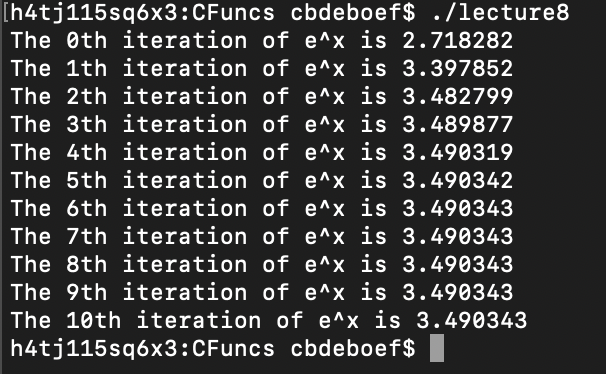 [h4tj115sq6x3:CFuncs cbdeboef$ ./lecture8
The 0th iteration of e^x is 2.718282
The 1th iteration of e^x is 3.397852
The 2th iteration of e^x is 3.482799
The 3th iteration of e^x is 3.489877
The 4th iteration of e^x is 3.490319
The 5th iteration of e^x is 3.490342
The 6th iteration of e^x is 3.490343
The 7th iteration of e^x is 3.490343
The 8th iteration of e^x is 3.490343
The 9th iteration of e^x is 3.490343
The 10th iteration of e^x is 3.490343
h4tj115sq6x3:CFuncs cbdeboef$